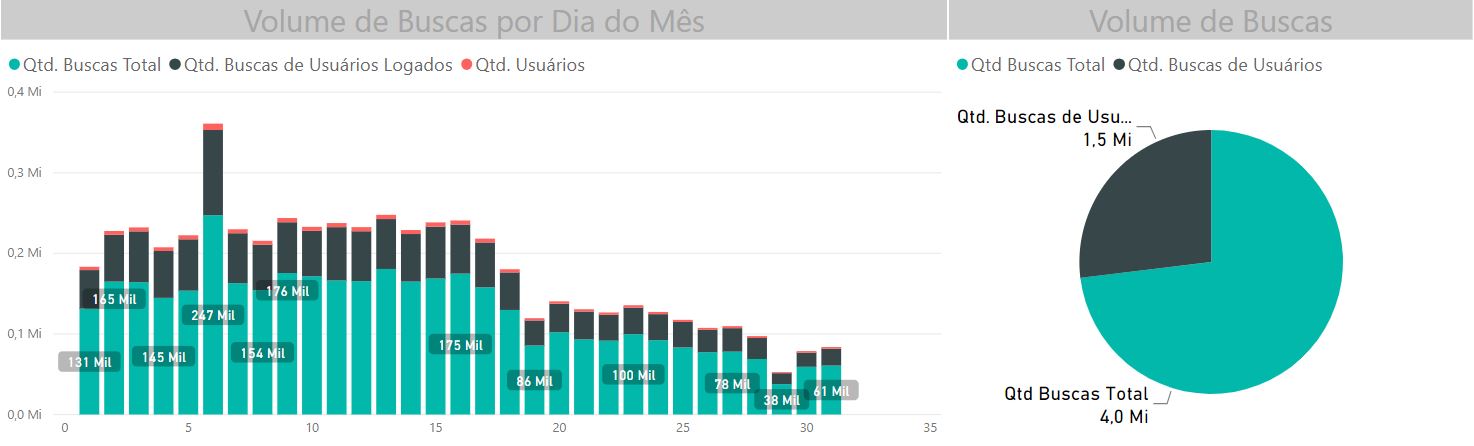 Volume de Buscas por Dia do Mês
Qtd. Buscas Total Qtd. Buscas de Usuários Logados Qtd. Usuários
0,4 Mi
0,3 Mi
0,2 Mi
0,1 Mi
0,0 Mi
131 Mil
165 Mil
145 Mil
247 Mil
154 Mil
176 Mil
175 Mil
86 Mil
100 Mil
78 Mil
38 Mil
61 Mil
0 5 10 15 20 25 30 35
Volume de Buscas
Qtd Buscas Total Qtd. Buscas de Usuários
Qtd. Buscas de Usu...
1,5 Mi
Qtd Buscas Total
4,0 Mi